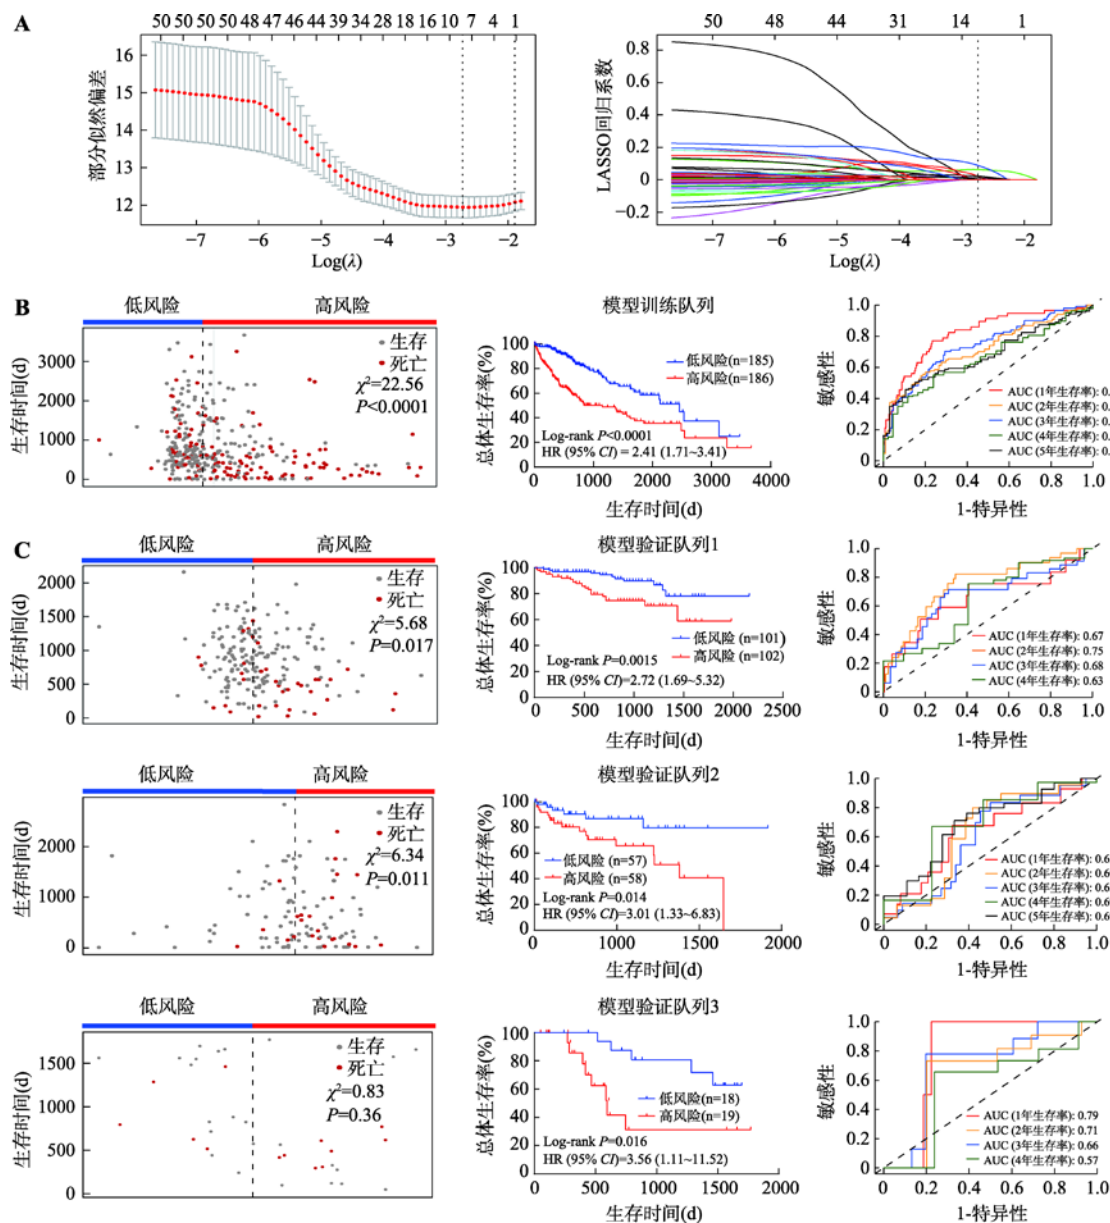 A
50 50 50 50 48 46 44 39 34 28 18 16 10 7 4 1
部分似然偏差
16
15
14
13
12
−7 −6 −5 −4 −3 −2
Log(λ)
50 48 44 31 14 1
LASSO回归系数
0.8
0.6
0.4
0.2
0
−0.2
−7 −6 −5 −4 −3 −2 −1
Log(λ)
B
低风险 高风险
生存时间(d)
3000
2000
1000
0
生存
死亡
χ²=22.56
P<0.0001
模型训练队列
总体生存率(%)
100
80
60
40
20
0
低风险(n=185)
高风险(n=186)
Log-rank P<0.0001
HR (95% CI) = 2.41 (1.71~3.41)
0 1000 2000 3000 4000
生存时间(d)
敏感性
1.0
0.8
0.6
0.4
0.2
0
AUC (1年生存率): 0.
AUC (2年生存率): 0.
AUC (3年生存率): 0.
AUC (4年生存率): 0.
AUC (5年生存率): 0.
0 0.2 0.4 0.6 0.8 1.0
1-特异性
C
低风险 高风险
生存时间(d)
2000
1500
1000
500
0
生存
死亡
χ²=5.68
P=0.017
模型验证队列1
总体生存率(%)
100
80
60
40
20
0
低风险 (n=101)
高风险 (n=102)
Log-rank P=0.0015
HR (95% CI)=2.72 (1.69~5.32)
0 500 1000 1500 2000 2500
生存时间(d)
敏感性
1.0
0.8
0.6
0.4
0.2
0
AUC (1年生存率): 0.67
AUC (2年生存率): 0.75
AUC (3年生存率): 0.68
AUC (4年生存率): 0.63
0 0.2 0.4 0.6 0.8 1.0
1-特异性
低风险 高风险
生存时间(d)
2000
1000
0
生存
死亡
χ²=6.34
P=0.011
模型验证队列2
总体生存率(%)
100
80
60
40
20
0
低风险 (n=57)
高风险 (n=58)
Log-rank P=0.014
HR (95% CI)=3.01 (1.33~6.83)
0 1000 1000 2000
生存时间(d)
敏感性
1.0
0.8
0.6
0.4
0.2
0
AUC (1年生存率): 0.6
AUC (2年生存率): 0.6
AUC (3年生存率): 0.6
AUC (4年生存率): 0.6
AUC (5年生存率): 0.6
0 0.2 0.4 0.6 0.8 1.0
1-特异性
低风险 高风险
生存时间(d)
1500
1000
500
0
生存
死亡
χ²=0.83
P=0.36
模型验证队列3
总体生存率(%)
100
80
60
40
20
0
低风险(n=18)
高风险(n=19)
Log-rank P=0.016
HR (95% CI)=3.56 (1.11~11.52)
0 500 1000 1500 2000
生存时间(d)
敏感性
1.0
0.8
0.6
0.4
0.2
0
AUC (1年生存率): 0.79
AUC (2年生存率): 0.71
AUC (3年生存率): 0.66
AUC (4年生存率): 0.57
0 0.2 0.4 0.6 0.8 1.0
1-特异性